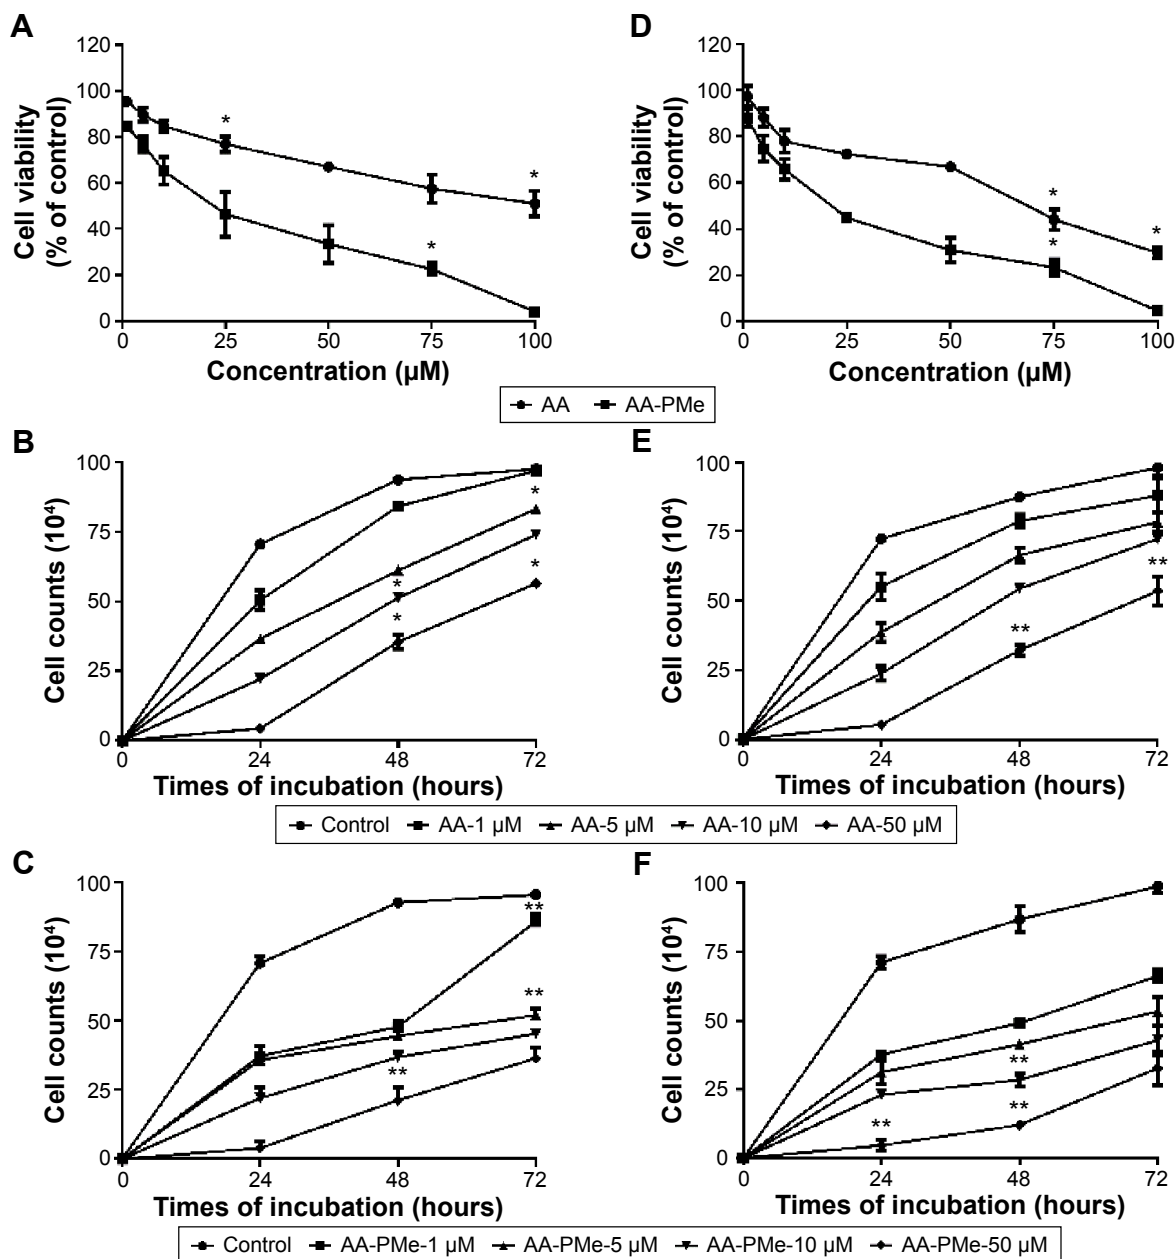 A
D
Cell viability
(% of control)
120
100
80
60
40
20
0
*
*
*
0 25 50 75 100
Concentration (µM)
Cell viability
(% of control)
120
100
80
60
40
20
0
*
*
*
0 25 50 75 100
Concentration (µM)
AA AA-PMe
B
E
Cell counts (10⁴)
100
75
50
25
0
*
*
*
*
0 24 48 72
Times of incubation (hours)
Cell counts (10⁴)
100
75
50
25
0
**
**
0 24 48 72
Times of incubation (hours)
Control AA-1 µM AA-5 µM AA-10 µM AA-50 µM
C
F
Cell counts (10⁴)
100
75
50
25
0
**
**
**
0 24 48 72
Times of incubation (hours)
Cell counts (10⁴)
100
75
50
25
0
**
**
**
0 24 48 72
Times of incubation (hours)
Control AA-PMe-1 µM AA-PMe-5 µM AA-PMe-10 µM AA-PMe-50 µM